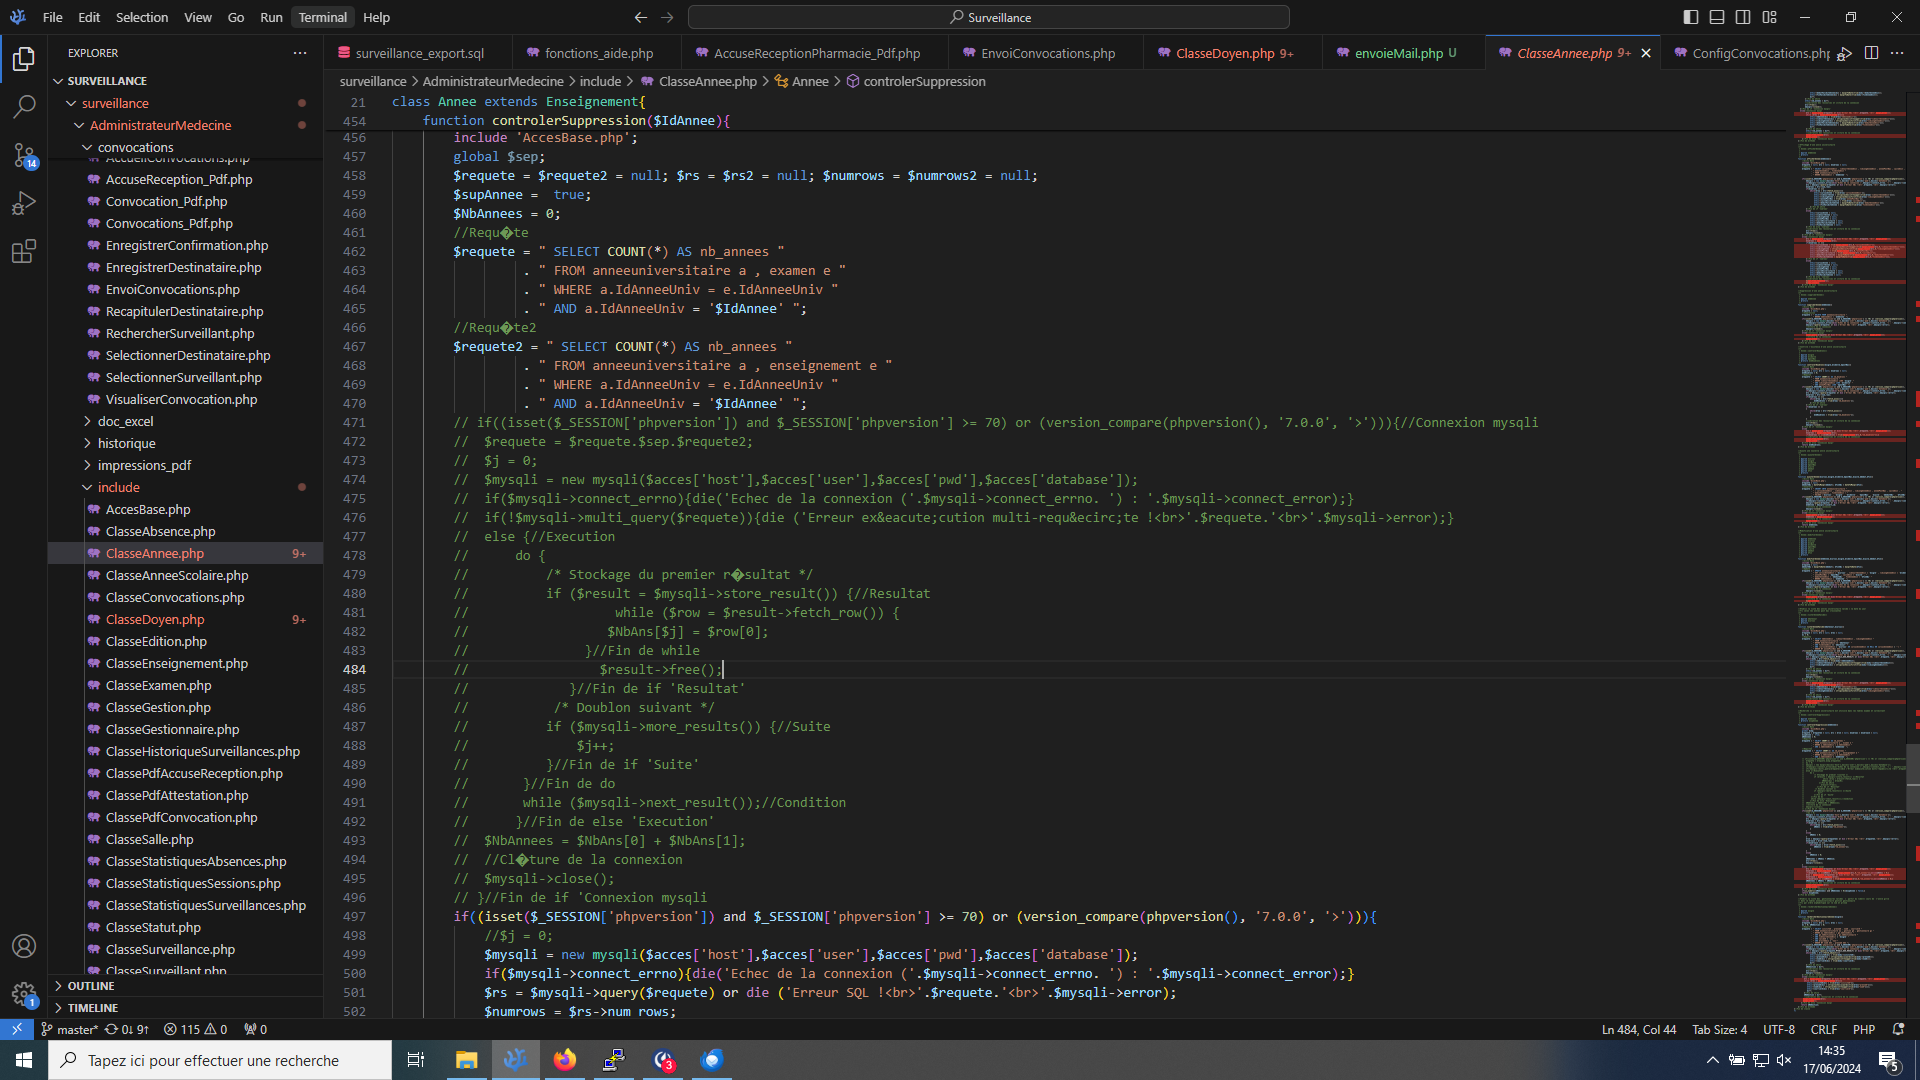 File Edit Selection View Go Run Terminal Help
Surveillance
EXPLORER
SURVEILLANCE
surveillance
AdministrateurMedecine
convocations
AccueilConvocations.php
AccuseReception_Pdf.php
Convocation_Pdf.php
Convocations_Pdf.php
EnregistrerConfirmation.php
EnregistrerDestinataire.php
EnvoiConvocations.php
RecapitulerDestinataire.php
RechercherSurveillant.php
SelectionnerDestinataire.php
SelectionnerSurveillant.php
VisualiserConvocation.php
doc_excel
historique
impressions_pdf
include
AccesBase.php
ClasseAbsence.php
ClasseAnnee.php 9+
ClasseAnneeScolaire.php
ClasseConvocations.php
ClasseDoyen.php 9+
ClasseEdition.php
ClasseEnseignement.php
ClasseExamen.php
ClasseGestion.php
ClasseGestionnaire.php
ClasseHistoriqueSurveillances.php
ClassePdfAccuseReception.php
ClassePdfAttestation.php
ClassePdfConvocation.php
ClasseSalle.php
ClasseStatistiquesAbsences.php
ClasseStatistiquesSessions.php
ClasseStatistiquesSurveillances.php
ClasseStatut.php
ClasseSurveillance.php
ClasseSurveillant.php
OUTLINE
TIMELINE
14
1
surveillance_export.sql fonctions_aide.php AccuseReceptionPharmacie_Pdf.php EnvoiConvocations.php ClasseDoyen.php 9+ envoieMail.php U ClasseAnnee.php 9+ ConfigConvocations.php
surveillance > AdministrateurMedecine > include > ClasseAnnee.php > Annee > controlerSuppression
21 class Annee extends Enseignement{
454 function controlerSuppression($IdAnnee){
456 include 'AccesBase.php';
457 global $sep;
458 $requete = $requete2 = null; $rs = $rs2 = null; $numrows = $numrows2 = null;
459 $supAnnee =  true;
460 $NbAnnees = 0;
461 //Requ�te
462 $requete = " SELECT COUNT(*) AS nb_annees "
463 . " FROM anneeuniversitaire a , examen e "
464 . " WHERE a.IdAnneeUniv = e.IdAnneeUniv "
465 . " AND a.IdAnneeUniv = '$IdAnnee' ";
466 //Requ�te2
467 $requete2 = " SELECT COUNT(*) AS nb_annees "
468 . " FROM anneeuniversitaire a , enseignement e "
469 . " WHERE a.IdAnneeUniv = e.IdAnneeUniv "
470 . " AND a.IdAnneeUniv = '$IdAnnee' ";
471 // if((isset($_SESSION['phpversion']) and $_SESSION['phpversion'] >= 70) or (version_compare(phpversion(), '7.0.0', '>'))){//Connexion mysqli
472 //  $requete = $requete.$sep.$requete2;
473 //  $j = 0;
474 //  $mysqli = new mysqli($acces['host'],$acces['user'],$acces['pwd'],$acces['database']);
475 //  if($mysqli->connect_errno){die('Echec de la connexion ('.$mysqli->connect_errno. ') : '.$mysqli->connect_error);}
476 //  if(!$mysqli->multi_query($requete)){die ('Erreur ex&eacute;cution multi-requ&ecirc;te !<br>'.$requete.'<br>'.$mysqli->error);}
477 //  else {//Execution
478 //      do {
479 //          /* Stockage du premier r�sultat */
480 //          if ($result = $mysqli->store_result()) {//Resultat
481 //                   while ($row = $result->fetch_row()) {
482 //                  $NbAns[$j] = $row[0];
483 //               }//Fin de while
484 //                 $result->free();
485 //             }//Fin de if 'Resultat'
486 //           /* Doublon suivant */
487 //          if ($mysqli->more_results()) {//Suite
488 //              $j++;
489 //          }//Fin de if 'Suite'
490 //       }//Fin de do
491 //       while ($mysqli->next_result());//Condition
492 //      }//Fin de else 'Execution'
493 //  $NbAnnees = $NbAns[0] + $NbAns[1];
494 //  //Cl�ture de la connexion
495 //  $mysqli->close();
496 // }//Fin de if 'Connexion mysqli
497 if((isset($_SESSION['phpversion']) and $_SESSION['phpversion'] >= 70) or (version_compare(phpversion(), '7.0.0', '>'))){
498 //$j = 0;
499 $mysqli = new mysqli($acces['host'],$acces['user'],$acces['pwd'],$acces['database']);
500 if($mysqli->connect_errno){die('Echec de la connexion ('.$mysqli->connect_errno. ') : '.$mysqli->connect_error);}
501 $rs = $mysqli->query($requete) or die ('Erreur SQL !<br>'.$requete.'<br>'.$mysqli->error);
502 $numrows = $rs->num_rows;
master* 0↓ 9↑ 115 0 0 Ln 484, Col 44 Tab Size: 4 UTF-8 CRLF PHP
Tapez ici pour effectuer une recherche
3
14:35
17/06/2024
5